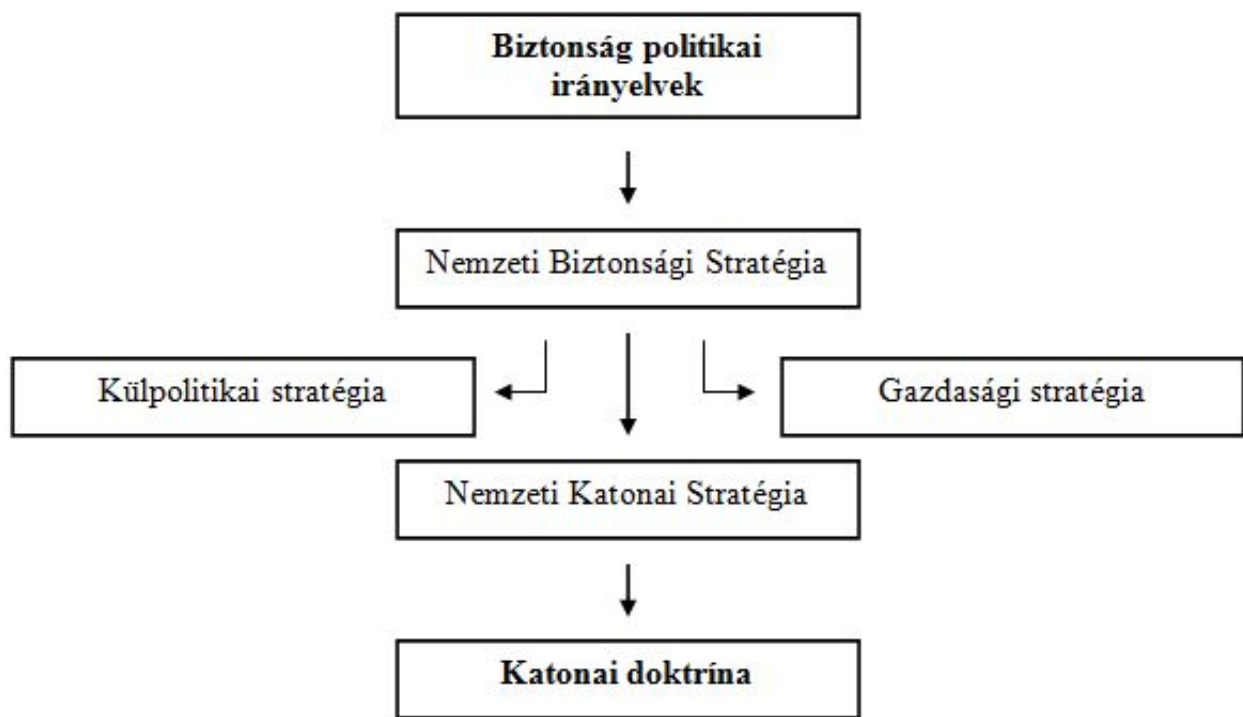 Biztonság politikai
irányelvek
Nemzeti Biztonsági Stratégia
Külpolitikai stratégia
Gazdasági stratégia
Nemzeti Katonai Stratégia
Katonai doktrína